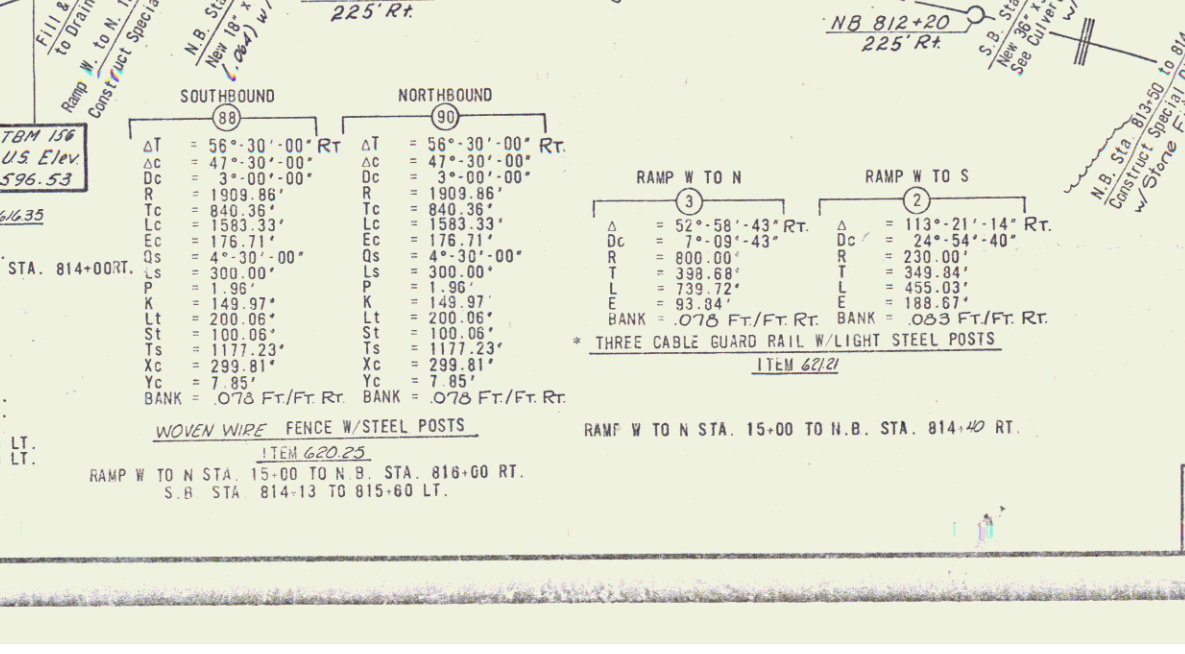 Fill &
to Drain
Ramp W. to N. 1
Construct Special
N.B. Sta
New 18" x
(.064) w/
225' Rt.
NB 812+20
225' Rt.
S.B. Sta
New 36" x
See Culvert
w/
N.B. Sta. 813+50 to 814
Construct Special Di
w/Stone Fi
TBM 156
U.S. Elev.
596.53
616.35
STA. 814+00RT.
LT.
LT.
SOUTHBOUND
88
ΔT = 56°-30'-00" RT
Δc = 47°-30'-00"
Dc = 3°-00'-00"
R = 1909.86'
Tc = 840.36'
Lc = 1583.33'
Ec = 176.71'
Qs = 4°-30'-00"
Ls = 300.00'
P = 1.96'
K = 149.97'
Lt = 200.06'
St = 100.06'
Ts = 1177.23'
Xc = 299.81'
Yc = 7.85'
BANK = .078 FT./FT. RT.
NORTHBOUND
90
ΔT = 56°-30'-00" RT.
Δc = 47°-30'-00"
Dc = 3°-00'-00"
R = 1909.86'
Tc = 840.36'
Lc = 1583.33'
Ec = 176.71'
Qs = 4°-30'-00"
Ls = 300.00'
P = 1.96'
K = 149.97'
Lt = 200.06'
St = 100.06'
Ts = 1177.23'
Xc = 299.81'
Yc = 7.85'
BANK = .078 FT./FT. RT.
RAMP W TO N
3
Δ = 52°-58'-43" RT.
Dc = 7°-09'-43"
R = 800.00'
T = 398.68'
L = 739.72'
E = 93.84'
BANK = .078 FT./FT. RT.
RAMP W TO S
2
Δ = 113°-21'-14" RT.
Dc = 24°-54'-40"
R = 230.00'
T = 349.84'
L = 455.03'
E = 188.67'
BANK = .083 FT./FT. RT.
* THREE CABLE GUARD RAIL W/LIGHT STEEL POSTS
ITEM 621.21
RAMP W TO N STA. 15+00 TO N.B. STA. 814+40 RT.
WOVEN WIRE FENCE W/STEEL POSTS
ITEM 620.25
RAMP W TO N STA. 15+00 TO N.B. STA. 816+00 RT.
S.B. STA. 814+13 TO 815+60 LT.